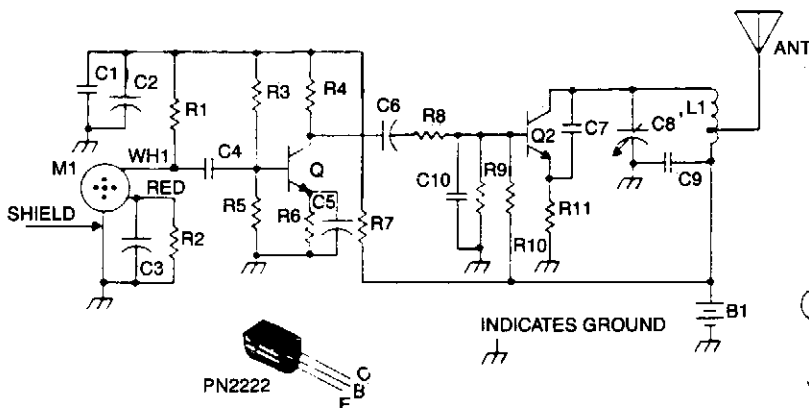 ANT
C1
C2
R1
R3
R4
C6
R8
Q2
C7
C8
L1
WH1
C4
Q
M1
RED
C10
R9
C9
SHIELD
R5
R6
C5
R7
R11
R2
C3
R10
INDICATES GROUND
B1
PN2222
C
B
E